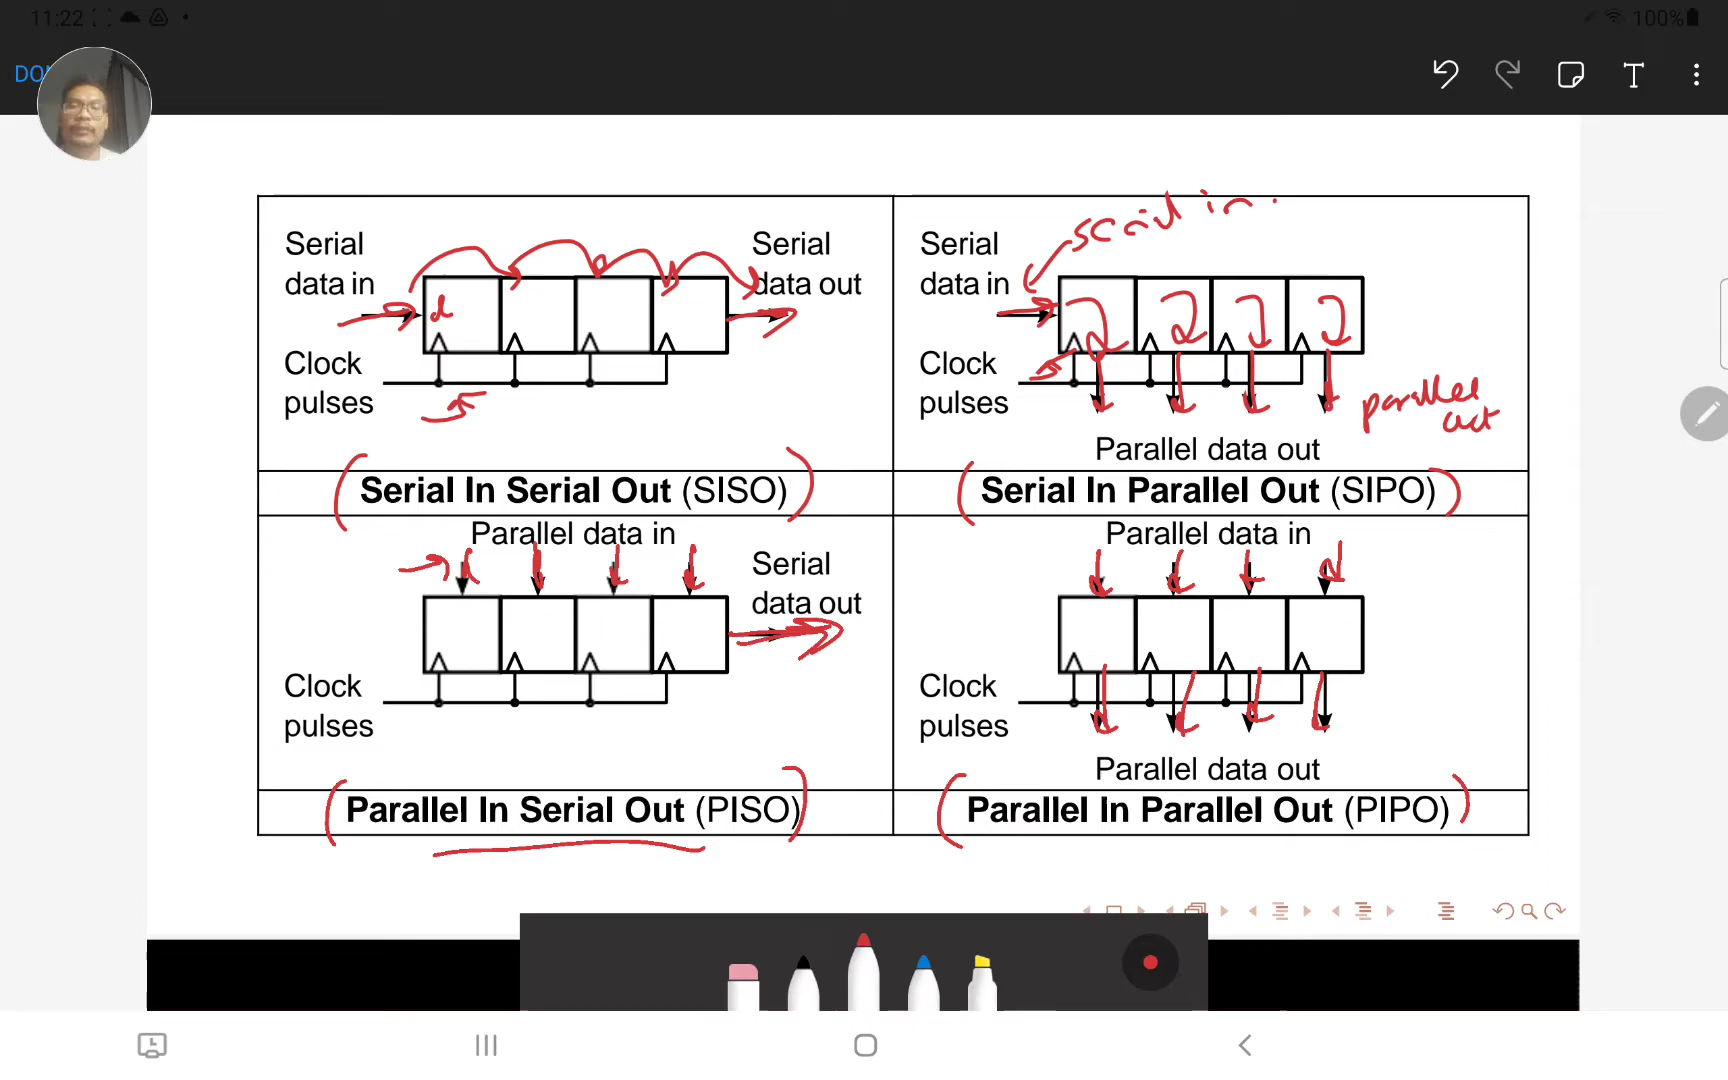 11:22
100%
DO
serial in.
Serial
data in
Serial
data out
d
Clock
pulses
Serial
data in
Clock
pulses
parallel
out
Parallel data out
Serial In Serial Out (SISO)
Serial In Parallel Out (SIPO)
Parallel data in
Serial
data out
Clock
pulses
Parallel data in
Clock
pulses
Parallel data out
Parallel In Serial Out (PISO)
Parallel In Parallel Out (PIPO)